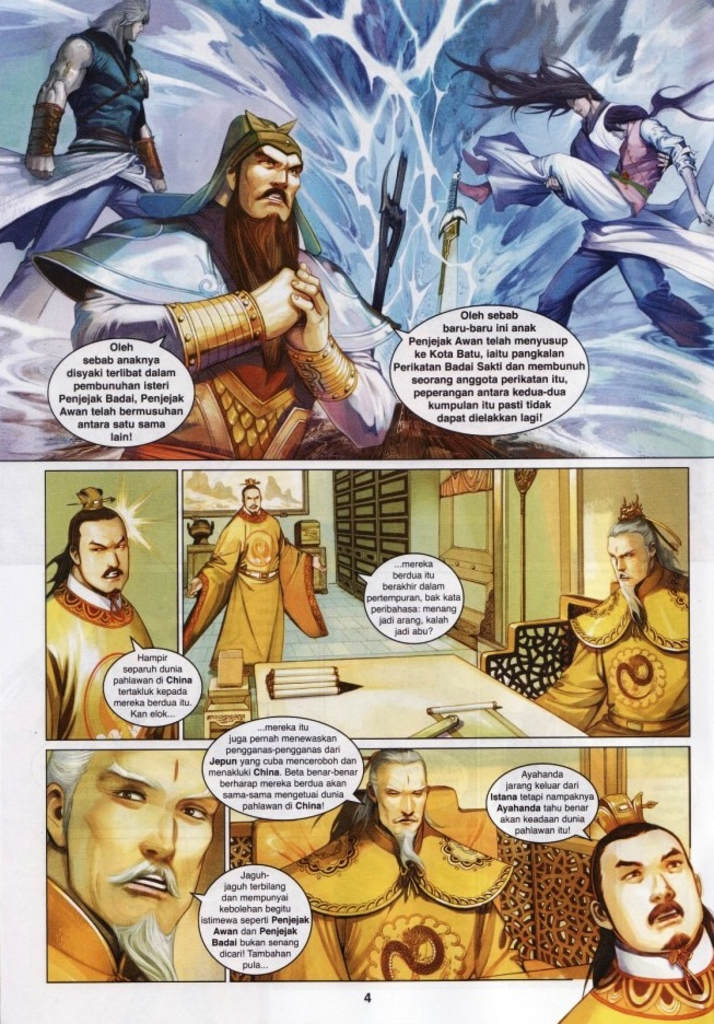 Oleh
sebab anaknya
disyaki terlibat dalam
pembunuhan isteri
Penjejak Badai, Penjejak
Awan telah bermusuhan
antara satu sama
lain!
Oleh sebab
baru-baru ini anak
Penjejak Awan telah menyusup
ke Kota Batu, iaitu pangkalan
Perikatan Badai Sakti dan membunuh
seorang anggota perikatan itu,
peperangan antara kedua-dua
kumpulan itu pasti tidak
dapat dielakkan lagi!
Hampir
separuh dunia
pahlawan di China
tertakluk kepada
mereka berdua itu.
Kan elok...
...mereka
berdua itu
berakhir dalam
pertempuran, bak kata
peribahasa: menang
jadi arang, kalah
jadi abu?
...mereka itu
juga pernah menewaskan
pengganas-pengganas dari
Jepun yang cuba menceroboh dan
menakluki China. Beta benar-benar
berharap mereka berdua akan
sama-sama mengetuai dunia
pahlawan di China!
Jaguh-
jaguh terbilang
dan mempunyai
kebolehan begitu
istimewa seperti Penjejak
Awan dan Penjejak
Badai bukan senang
dicari! Tambahan
pula...
Ayahanda
jarang keluar dari
Istana tetapi nampaknya
Ayahanda tahu benar
akan keadaan dunia
pahlawan itu!
4